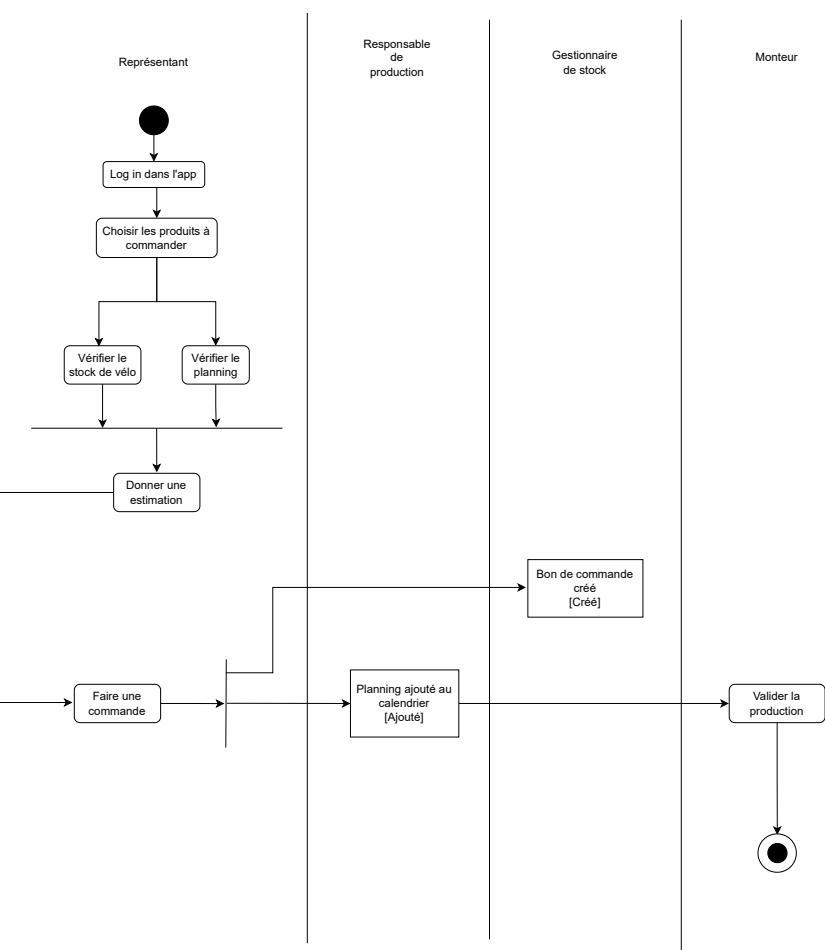 Représentant
Responsable
de
production
Gestionnaire
de stock
Monteur
Log in dans l'app
Choisir les produits à
commander
Vérifier le
stock de vélo
Vérifier le
planning
Donner une
estimation
Bon de commande
créé
[Créé]
Faire une
commande
Planning ajouté au
calendrier
[Ajouté]
Valider la
production